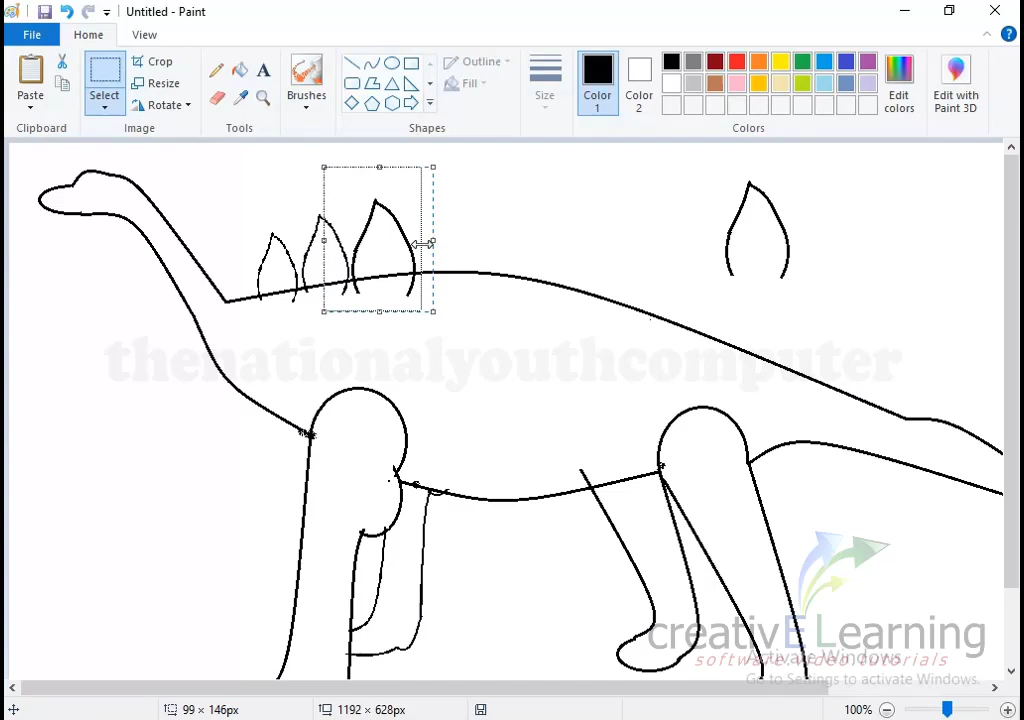 Untitled - Paint
File
Home
View
Paste
Clipboard
Select
Crop
Resize
Rotate
Image
Tools
Brushes
Outline
Fill
Shapes
Size
Color
1
Color
2
Edit
colors
Colors
Edit with
Paint 3D
thenationalyouthcomputer
creativELearning
software.video.tutorials
Activate Windows
Go to Settings to activate Windows.
99 × 146px
1192 × 628px
100%